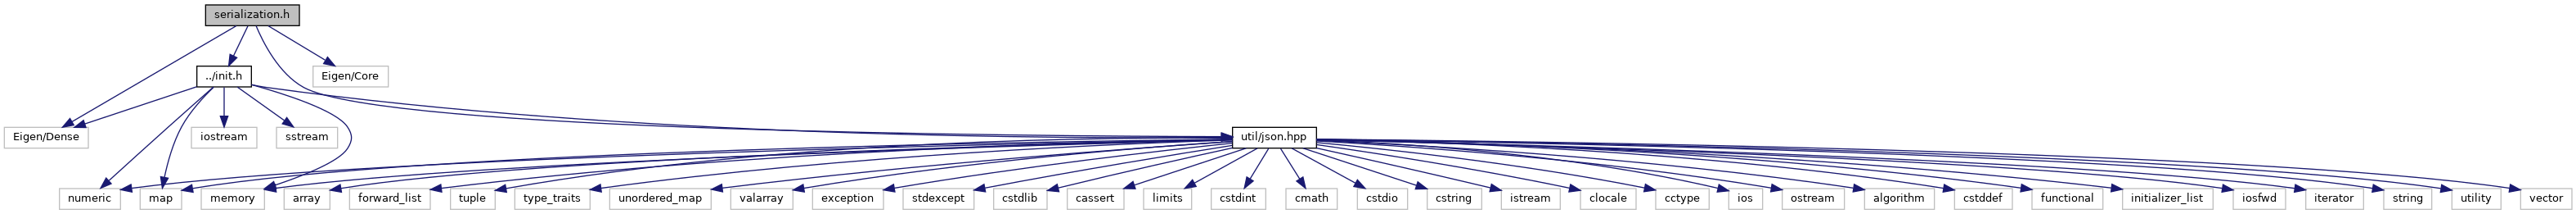 serialization.h
../init.h
Eigen/Core
Eigen/Dense
iostream
sstream
util/json.hpp
numeric
map
memory
array
forward_list
tuple
type_traits
unordered_map
valarray
exception
stdexcept
cstdlib
cassert
limits
cstdint
cmath
cstdio
cstring
istream
clocale
cctype
ios
ostream
algorithm
cstddef
functional
initializer_list
iosfwd
iterator
string
utility
vector